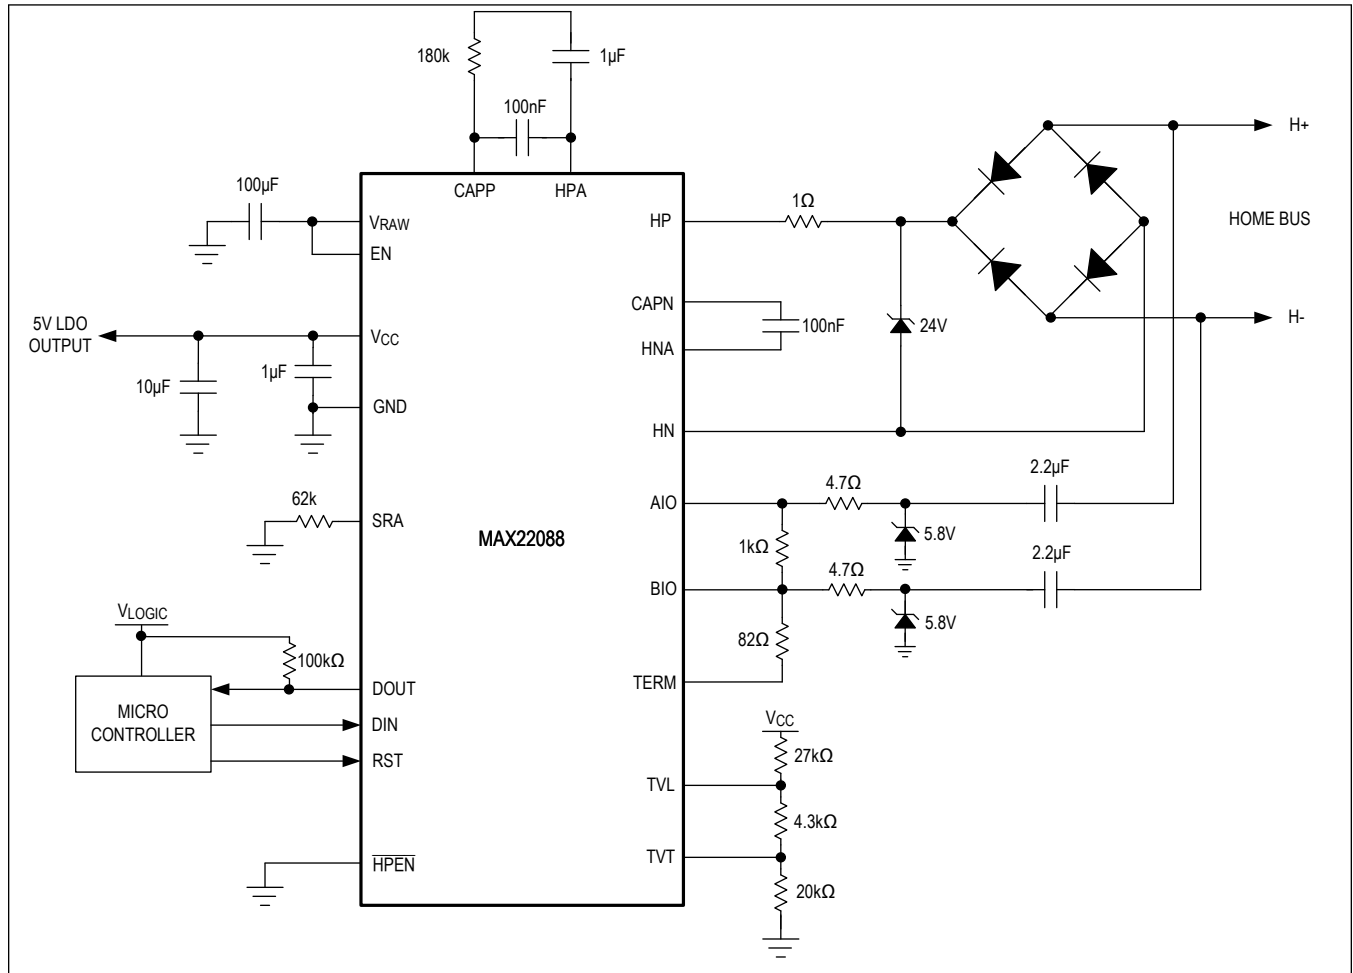 180k
1µF
100nF
100µF
CAPP
HPA
H+
1Ω
HP
VRAW
HOME BUS
EN
CAPN
5V LDO
OUTPUT
VCC
100nF
24V
H-
HNA
10µF
1µF
GND
HN
2.2µF
4.7Ω
62k
AIO
SRA
MAX22088
1kΩ
5.8V
2.2µF
4.7Ω
BIO
VLOGIC
5.8V
82Ω
100kΩ
TERM
DOUT
MICRO
CONTROLLER
DIN
RST
VCC
27kΩ
TVL
4.3kΩ
TVT
HPEN
20kΩ